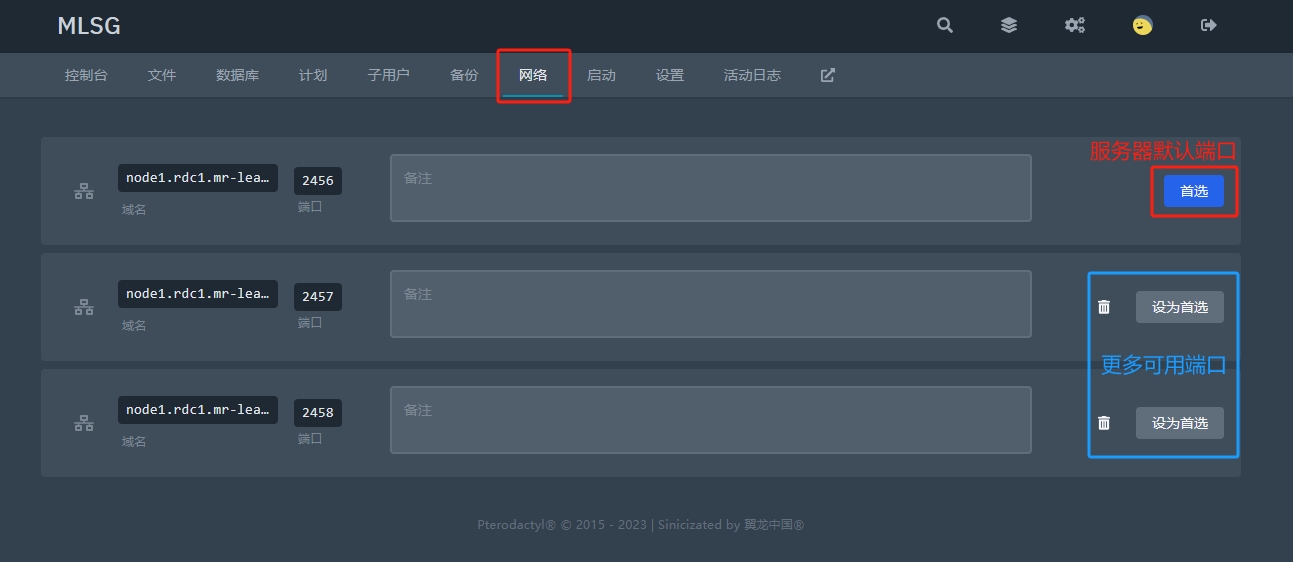 MLSG
控制台 文件 数据库 计划 子用户 备份 网络 启动 设置 活动日志
服务器默认端口
node1.rdc1.mr-lea… 2456 备注 首选
域名 端口
node1.rdc1.mr-lea… 2457 备注 设为首选
域名 端口
更多可用端口
node1.rdc1.mr-lea… 2458 备注 设为首选
域名 端口
Pterodactyl® © 2015 - 2023 | Sinicizated by 翼龙中国®